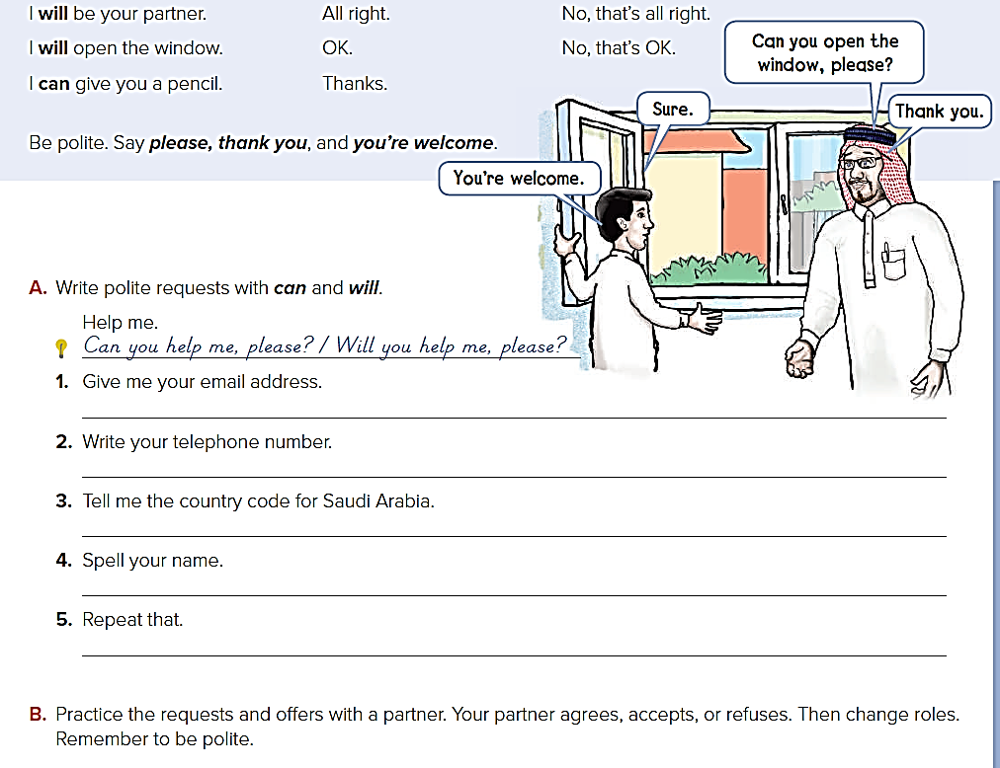 I will be your partner. All right. No, that's all right.
I will open the window. OK. No, that's OK.
I can give you a pencil. Thanks.
Can you open the
window, please?
Sure.
Thank you.
Be polite. Say please, thank you, and you're welcome.
You're welcome.
A. Write polite requests with can and will.
Help me.
Can you help me, please? / Will you help me, please?
1. Give me your email address.
2. Write your telephone number.
3. Tell me the country code for Saudi Arabia.
4. Spell your name.
5. Repeat that.
B. Practice the requests and offers with a partner. Your partner agrees, accepts, or refuses. Then change roles.
Remember to be polite.